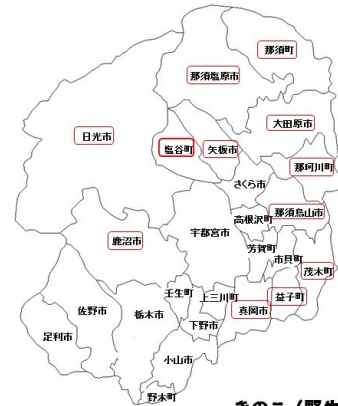 那須町
那須塩原市
大田原市
日光市
塩谷町
矢板市
那珂川町
さくら市
那須烏山市
高根沢町
宇都宮市
鹿沼市
芳賀町
市貝町
茂木町
壬生町
上三川町
益子町
真岡市
佐野市
栃木市
下野市
足利市
小山市
野木町